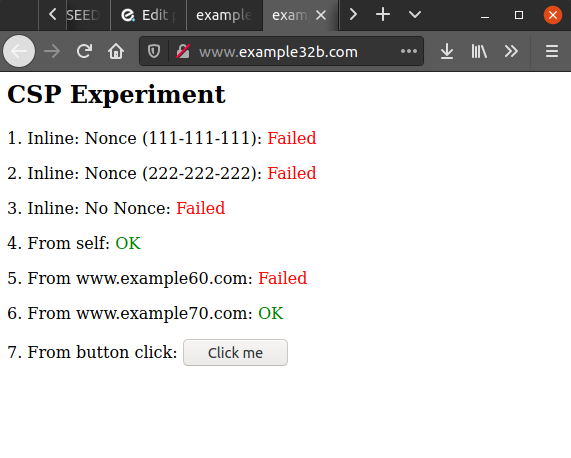 SEED
Edit
example
exam
www.example32b.com
CSP Experiment
1. Inline: Nonce (111-111-111): Failed
2. Inline: Nonce (222-222-222): Failed
3. Inline: No Nonce: Failed
4. From self: OK
5. From www.example60.com: Failed
6. From www.example70.com: OK
7. From button click: Click me